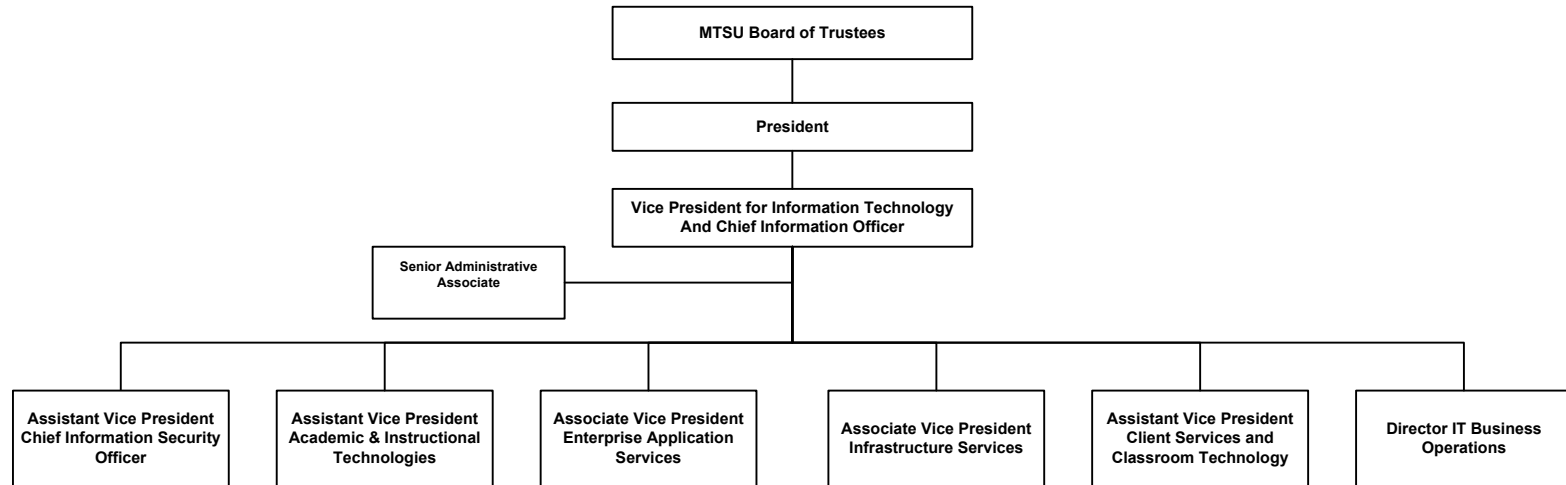 MTSU Board of Trustees
President
Vice President for Information Technology
And Chief Information Officer
Senior Administrative
Associate
Assistant Vice President
Chief Information Security
Officer
Assistant Vice President
Academic & Instructional
Technologies
Associate Vice President
Enterprise Application
Services
Associate Vice President
Infrastructure Services
Assistant Vice President
Client Services and
Classroom Technology
Director IT Business
Operations